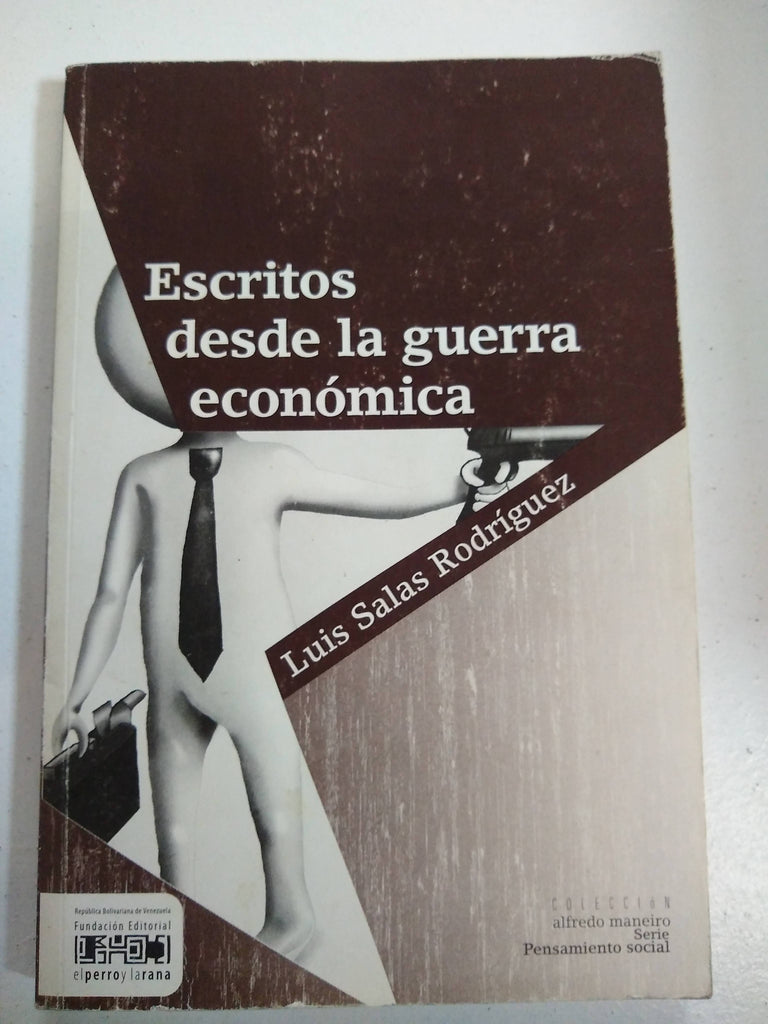 Escritos
desde la guerra
económica
Luis Salas Rodríguez
República Bolivariana de Venezuela
Fundación Editorial
elperroylarana
COLECCIóN
alfredo maneiro
Serie
Pensamiento social